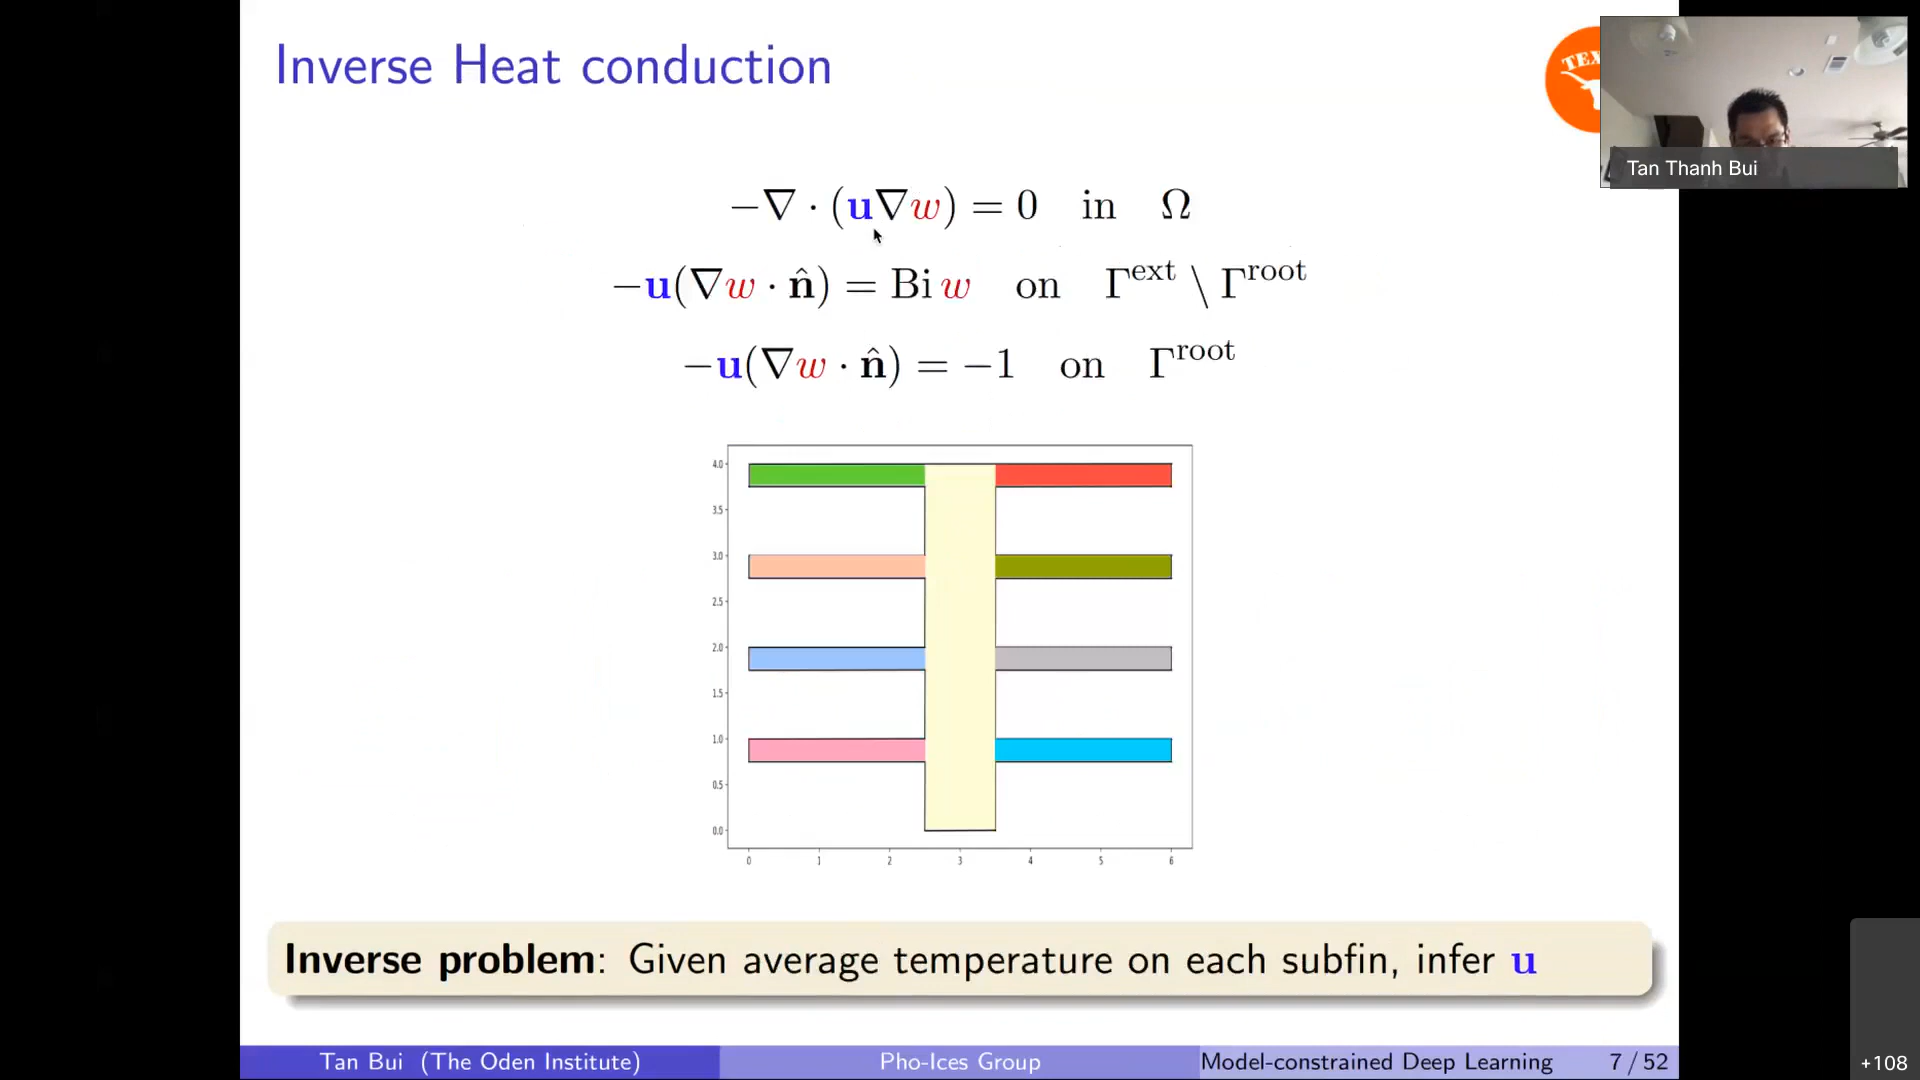 Inverse Heat conduction
TEX
Tan Thanh Bui
−∇ · (u∇w) = 0 in Ω
−u(∇w · n̂) = Bi w on Γ^ext \ Γ^root
−u(∇w · n̂) = −1 on Γ^root
4.0
3.5
3.0
2.5
2.0
1.5
1.0
0.5
0.0
0 1 2 3 4 5 6
Inverse problem: Given average temperature on each subfin, infer u
Tan Bui (The Oden Institute) Pho-Ices Group Model-constrained Deep Learning 7 / 52
+108